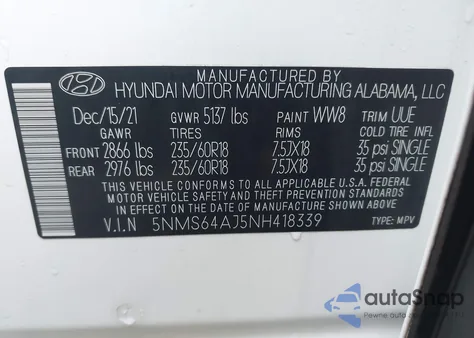 MANUFACTURED BY
HYUNDAI MOTOR MANUFACTURING ALABAMA, LLC
Dec/15/21 GVWR 5137 lbs PAINT WW8 TRIM UUE
GAWR TIRES RIMS COLD TIRE INFL
FRONT 2866 lbs 235/60R18 7.5JX18 35 psi SINGLE
REAR 2976 lbs 235/60R18 7.5JX18 35 psi SINGLE
THIS VEHICLE CONFORMS TO ALL APPLICABLE U.S.A. FEDERAL
MOTOR VEHICLE SAFETY AND THEFT PREVENTION STANDARDS IN
EFFECT ON THE DATE OF MANUFACTURE SHOWN ABOVE.
V.I.N 5NMS64AJ5NH418339 TYPE: MPV
autoSnap
Pewne auto